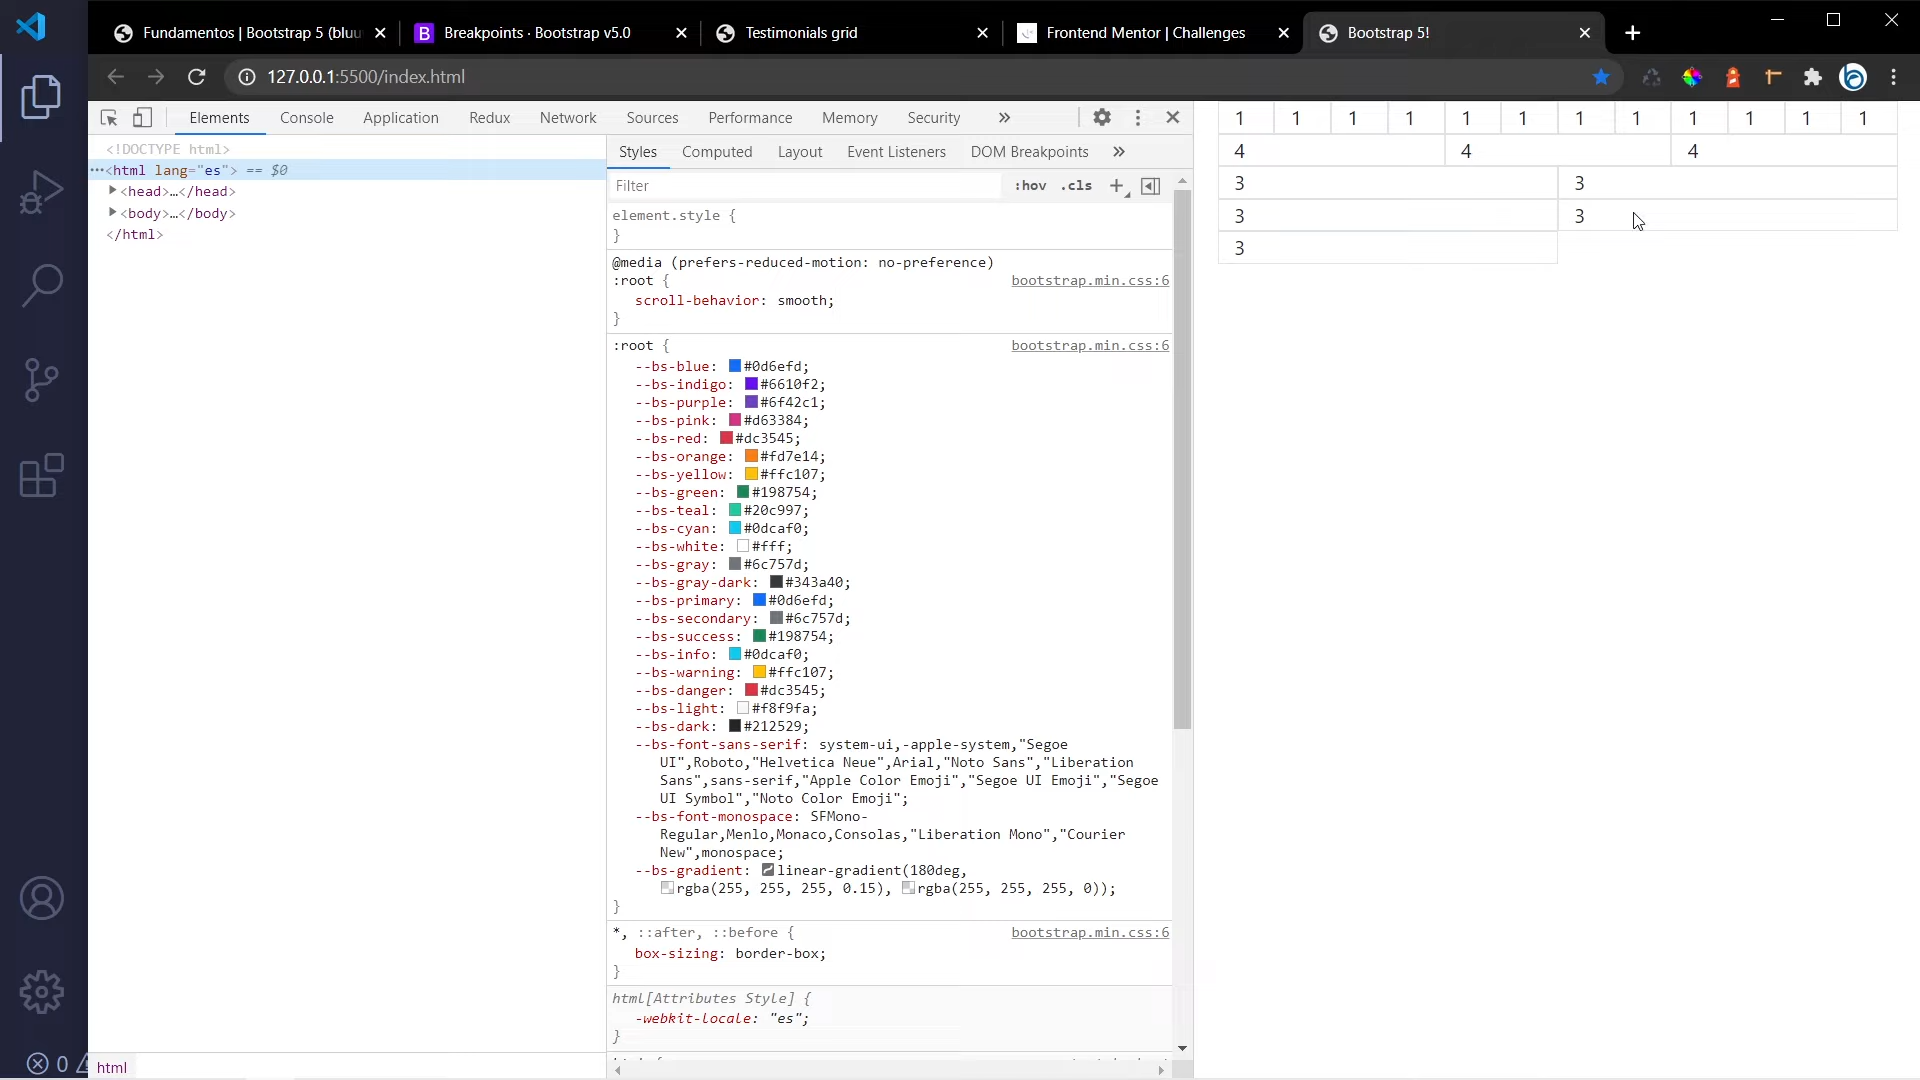 Fundamentos | Bootstrap 5 (bluu
Breakpoints · Bootstrap v5.0
Testimonials grid
Frontend Mentor | Challenges
Bootstrap 5!
127.0.0.1:5500/index.html
Elements Console Application Redux Network Sources Performance Memory Security »
<!DOCTYPE html>
···<html lang="es"> == $0
<head>…</head>
<body>…</body>
</html>
html
0
Styles Computed Layout Event Listeners DOM Breakpoints »
Filter :hov .cls +
element.style {
}
@media (prefers-reduced-motion: no-preference)
:root { bootstrap.min.css:6
scroll-behavior: smooth;
}
:root { bootstrap.min.css:6
--bs-blue: #0d6efd;
--bs-indigo: #6610f2;
--bs-purple: #6f42c1;
--bs-pink: #d63384;
--bs-red: #dc3545;
--bs-orange: #fd7e14;
--bs-yellow: #ffc107;
--bs-green: #198754;
--bs-teal: #20c997;
--bs-cyan: #0dcaf0;
--bs-white: #fff;
--bs-gray: #6c757d;
--bs-gray-dark: #343a40;
--bs-primary: #0d6efd;
--bs-secondary: #6c757d;
--bs-success: #198754;
--bs-info: #0dcaf0;
--bs-warning: #ffc107;
--bs-danger: #dc3545;
--bs-light: #f8f9fa;
--bs-dark: #212529;
--bs-font-sans-serif: system-ui,-apple-system,"Segoe
UI",Roboto,"Helvetica Neue",Arial,"Noto Sans","Liberation
Sans",sans-serif,"Apple Color Emoji","Segoe UI Emoji","Segoe
UI Symbol","Noto Color Emoji";
--bs-font-monospace: SFMono-
Regular,Menlo,Monaco,Consolas,"Liberation Mono","Courier
New",monospace;
--bs-gradient: linear-gradient(180deg,
rgba(255, 255, 255, 0.15), rgba(255, 255, 255, 0));
}
*, ::after, ::before { bootstrap.min.css:6
box-sizing: border-box;
}
html[Attributes Style] {
-webkit-locale: "es";
}
1 1 1 1 1 1 1 1 1 1 1 1
4 4 4
3 3
3 3
3